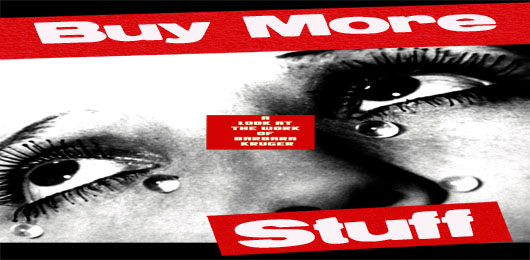 Buy More
A
LOOK AT
THE WORK
OF
BARBARA
KRUGER
Stuff